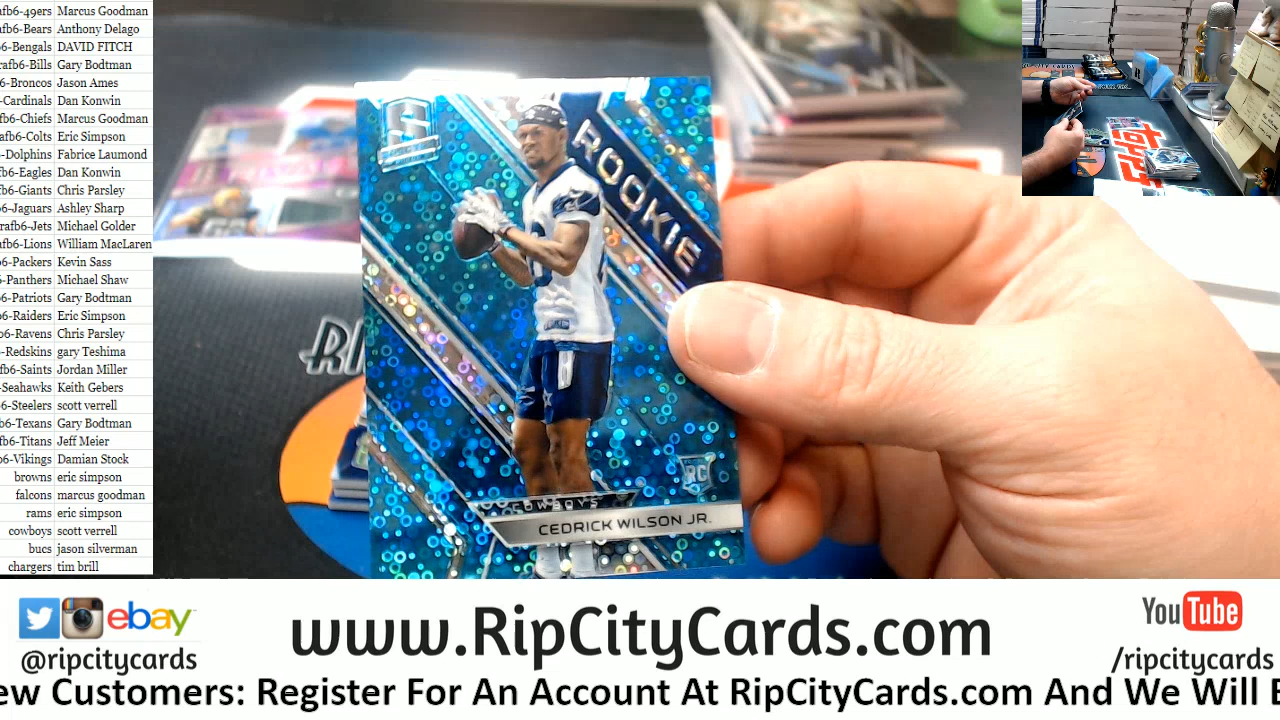 afb6-49ers Marcus Goodman
afb6-Bears Anthony Delago
6-Bengals DAVID FITCH
rafb6-Bills Gary Bodtman
6-Broncos Jason Ames
-Cardinals Dan Konwin
fb6-Chiefs Marcus Goodman
afb6-Colts Eric Simpson
-Dolphins Fabrice Laumond
b6-Eagles Dan Konwin
fb6-Giants Chris Parsley
6-Jaguars Ashley Sharp
rafb6-Jets Michael Golder
afb6-Lions William MacLaren
b6-Packers Kevin Sass
6-Panthers Michael Shaw
6-Patriots Gary Bodtman
b6-Raiders Eric Simpson
b6-Ravens Chris Parsley
-Redskins gary Teshima
fb6-Saints Jordan Miller
-Seahawks Keith Gebers
6-Steelers scott verrell
b6-Texans Gary Bodtman
fb6-Titans Jeff Meier
6-Vikings Damian Stock
browns eric simpson
falcons marcus goodman
rams eric simpson
cowboys scott verrell
bucs jason silverman
chargers tim brill
S
ROOKIE
RC
COWBOYS
CEDRICK WILSON JR.
RI
topps
ebay
@ripcitycards
www.RipCityCards.com
YouTube
/ripcitycards
ew Customers: Register For An Account At RipCityCards.com And We Will E